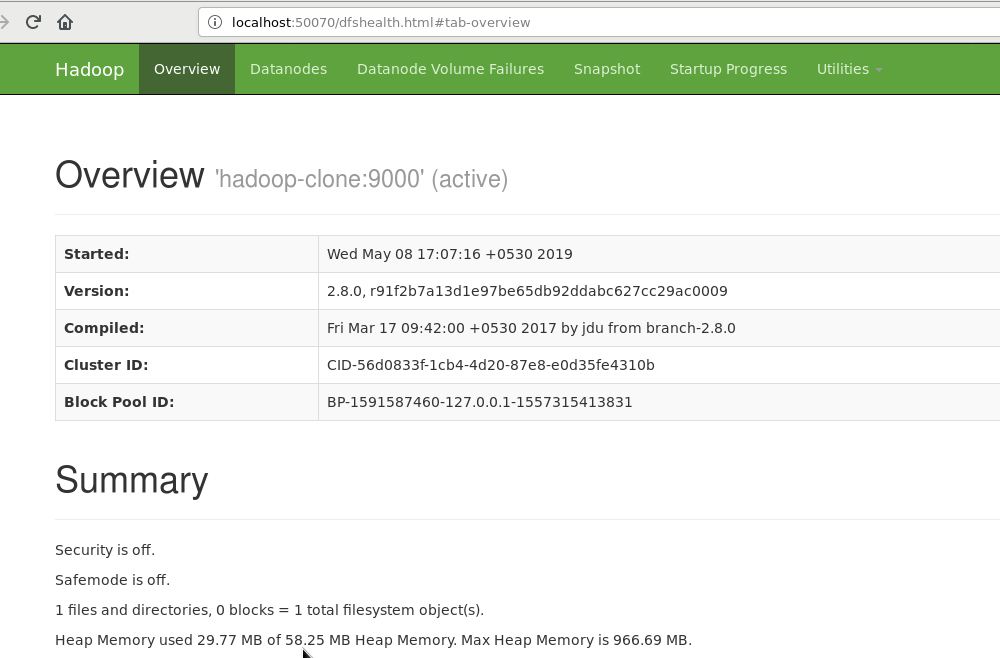 localhost:50070/dfshealth.html#tab-overview
Hadoop Overview Datanodes Datanode Volume Failures Snapshot Startup Progress Utilities
Overview 'hadoop-clone:9000' (active)
Started: Wed May 08 17:07:16 +0530 2019
Version: 2.8.0, r91f2b7a13d1e97be65db92ddabc627cc29ac0009
Compiled: Fri Mar 17 09:42:00 +0530 2017 by jdu from branch-2.8.0
Cluster ID: CID-56d0833f-1cb4-4d20-87e8-e0d35fe4310b
Block Pool ID: BP-1591587460-127.0.0.1-1557315413831
Summary
Security is off.
Safemode is off.
1 files and directories, 0 blocks = 1 total filesystem object(s).
Heap Memory used 29.77 MB of 58.25 MB Heap Memory. Max Heap Memory is 966.69 MB.